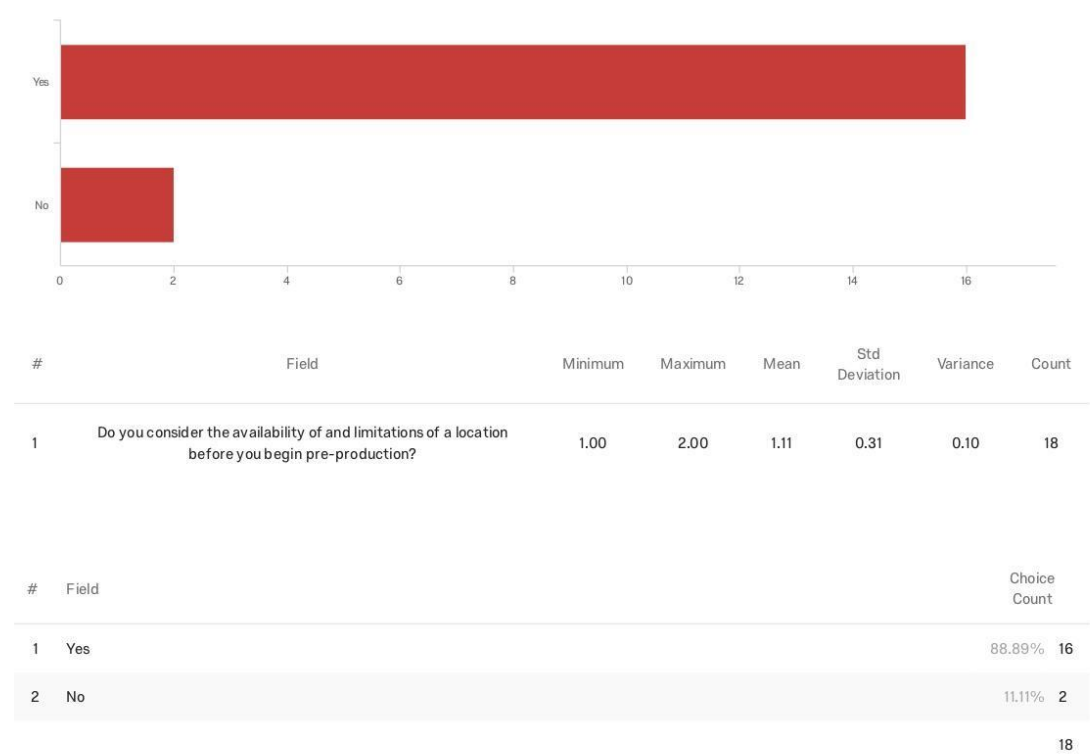 Yes
No
0 2 4 6 8 10 12 14 16
# Field Minimum Maximum Mean Std Deviation Variance Count
1 Do you consider the availability of and limitations of a location
before you begin pre-production? 1.00 2.00 1.11 0.31 0.10 18
# Field Choice Count
1 Yes 88.89% 16
2 No 11.11% 2
18